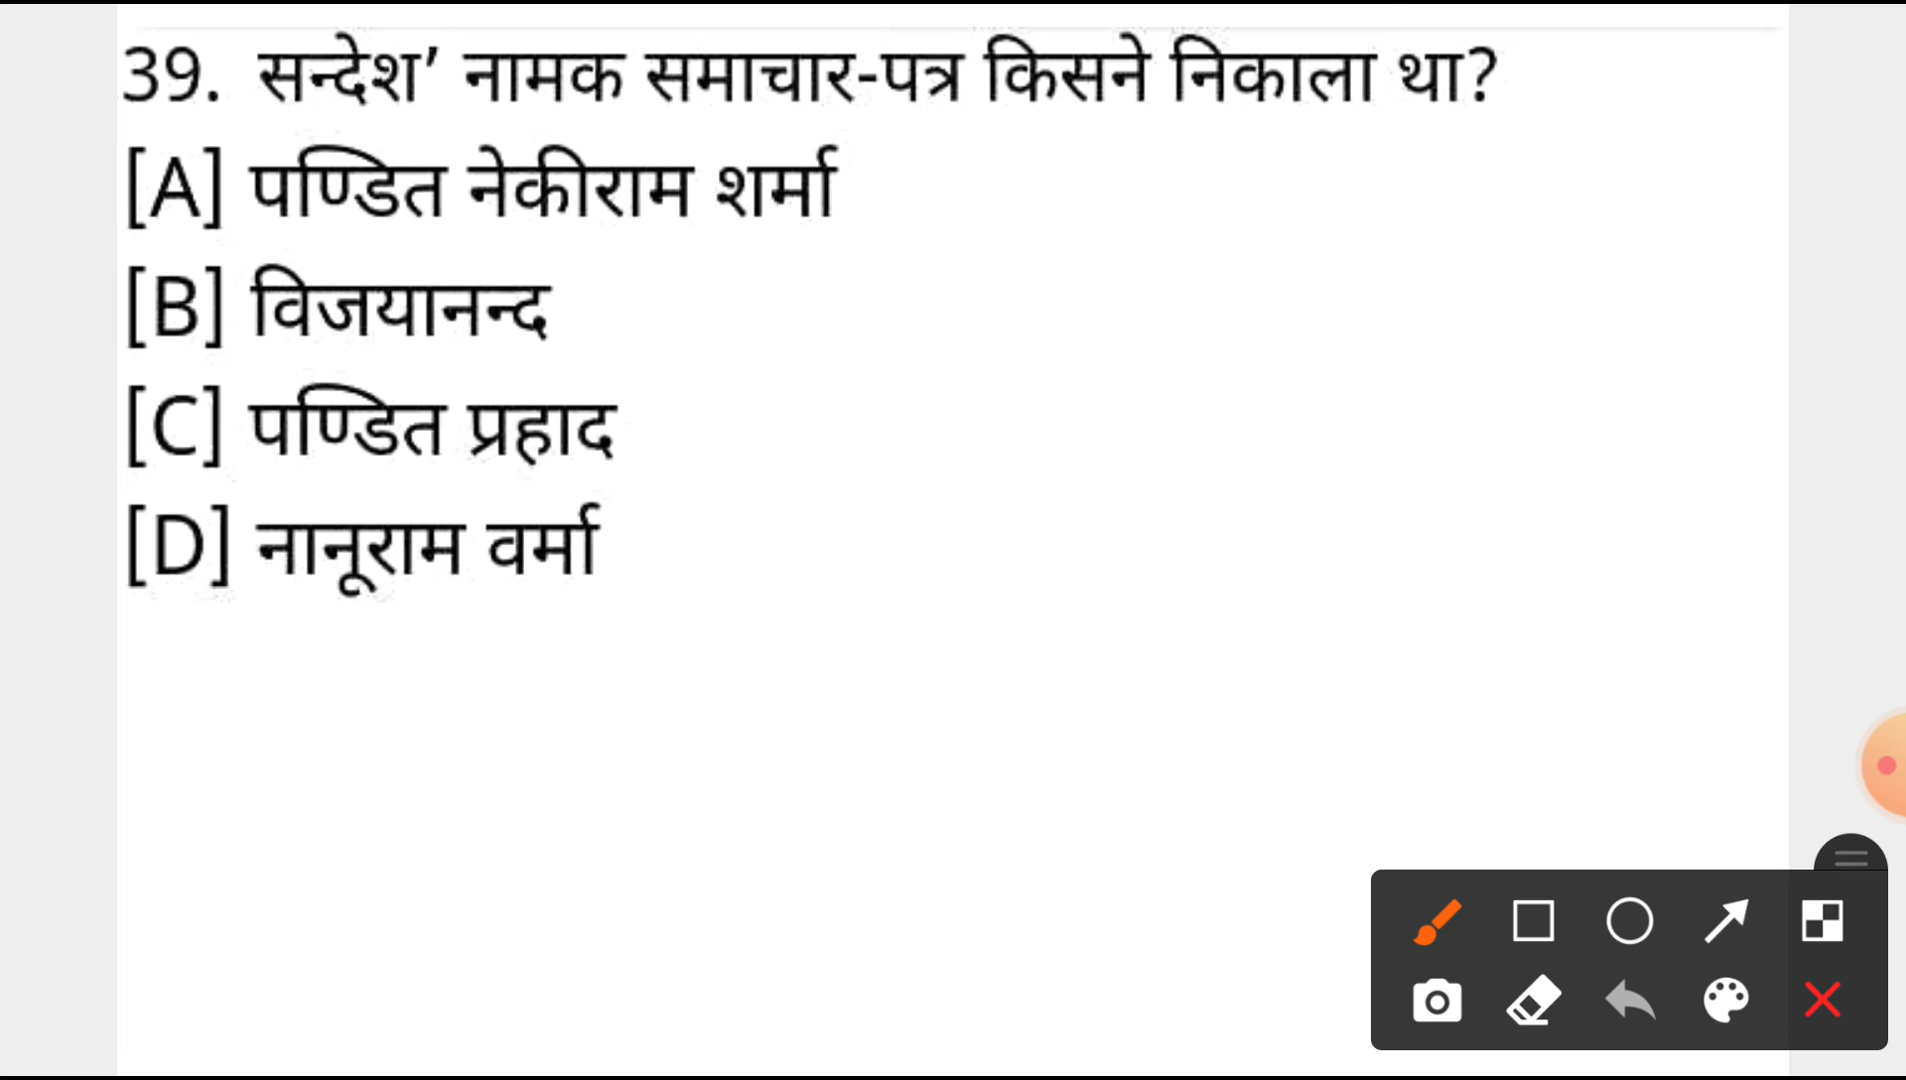 39. सन्देश’ नामक समाचार-पत्र किसने निकाला था?
[A] पण्डित नेकीराम शर्मा
[B] विजयानन्द
[C] पण्डित प्रहाद
[D] नानूराम वर्मा